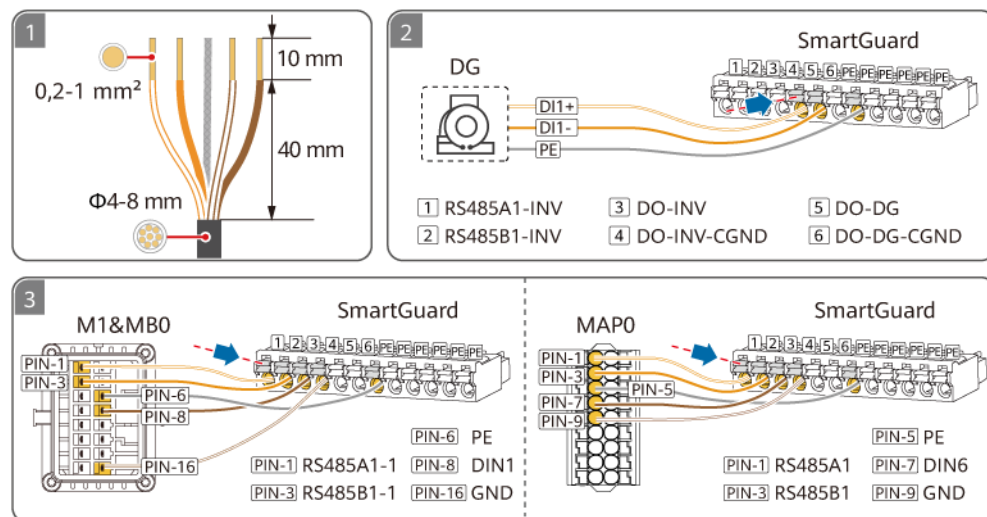 1
10 mm
0,2-1 mm²
40 mm
Φ4-8 mm
2
SmartGuard
DG
1 2 3 4 5 6 PE PE PE PE PE
DI1+
DI1-
PE
1 RS485A1-INV 3 DO-INV 5 DO-DG
2 RS485B1-INV 4 DO-INV-CGND 6 DO-DG-CGND
3
SmartGuard
M1&MB0
1 2 3 4 5 6 PE PE PE PE PE
PIN-1
PIN-3
PIN-6
PIN-8
PIN-16
PIN-6 PE
PIN-1 RS485A1-1 PIN-8 DIN1
PIN-3 RS485B1-1 PIN-16 GND
SmartGuard
MAP0
1 2 3 4 5 6 PE PE PE PE PE
PIN-1
PIN-3
PIN-5
PIN-7
PIN-9
PIN-5 PE
PIN-1 RS485A1 PIN-7 DIN6
PIN-3 RS485B1 PIN-9 GND